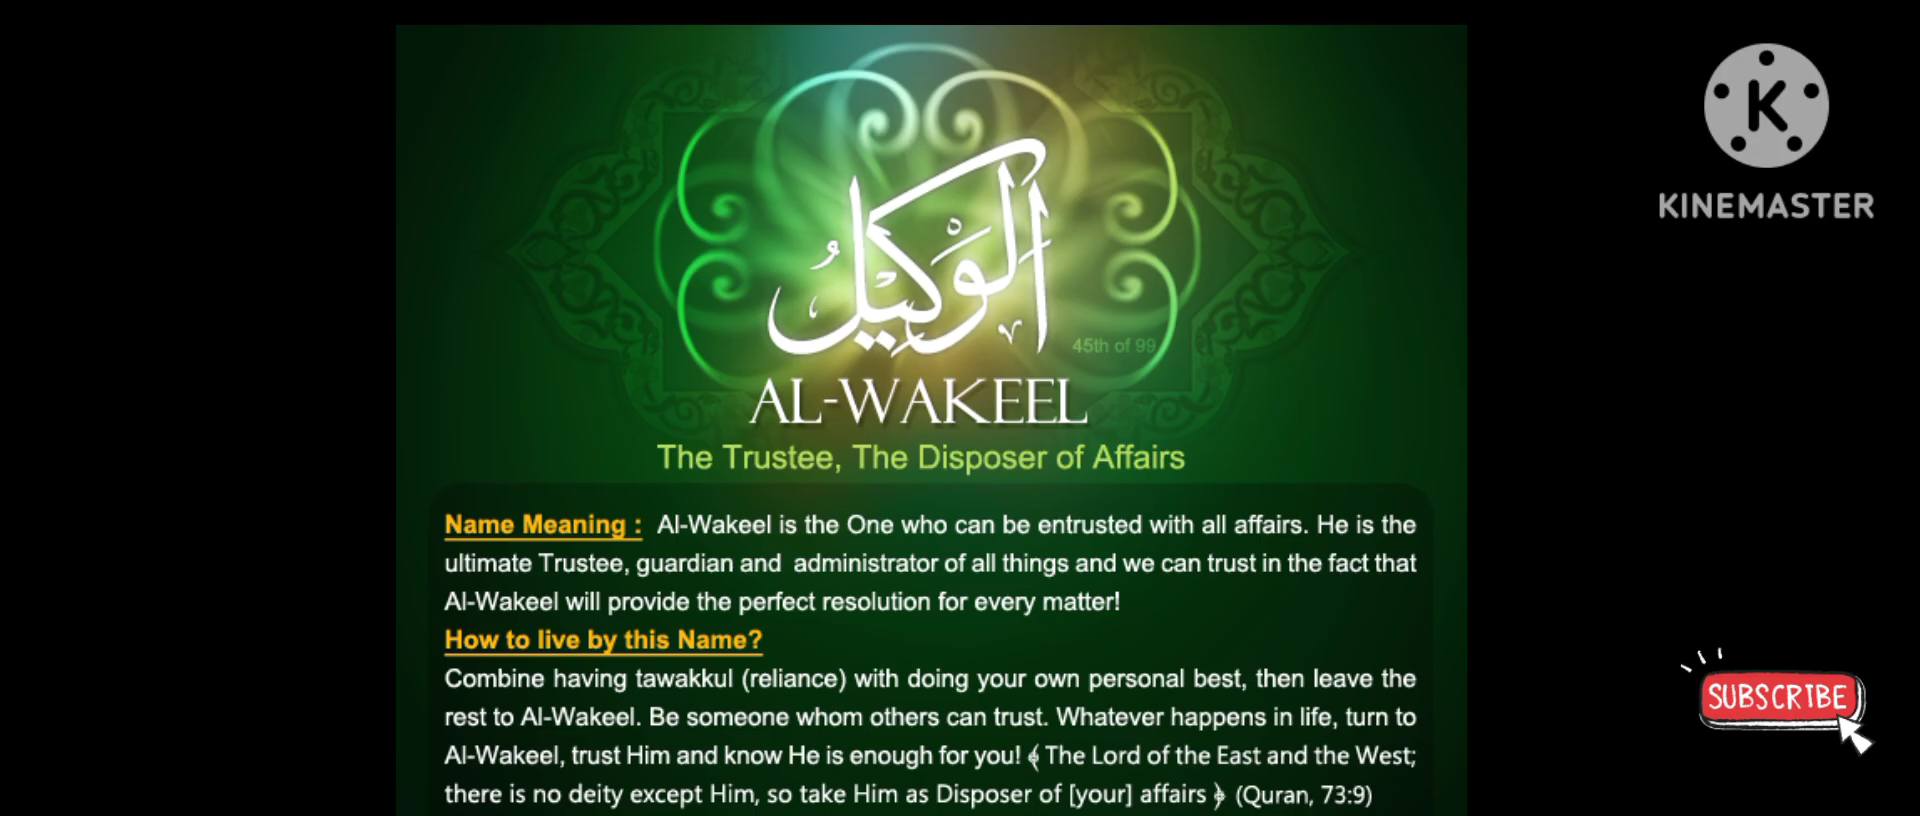 K
KINEMASTER
اَلْوَكِيلُ
45th of 99
AL-WAKEEL
The Trustee, The Disposer of Affairs
Name Meaning : Al-Wakeel is the One who can be entrusted with all affairs. He is the
ultimate Trustee, guardian and administrator of all things and we can trust in the fact that
Al-Wakeel will provide the perfect resolution for every matter!
How to live by this Name?
Combine having tawakkul (reliance) with doing your own personal best, then leave the
rest to Al-Wakeel. Be someone whom others can trust. Whatever happens in life, turn to
Al-Wakeel, trust Him and know He is enough for you! ﴾ The Lord of the East and the West;
there is no deity except Him, so take Him as Disposer of [your] affairs ﴿ (Quran, 73:9)
SUBSCRIBE